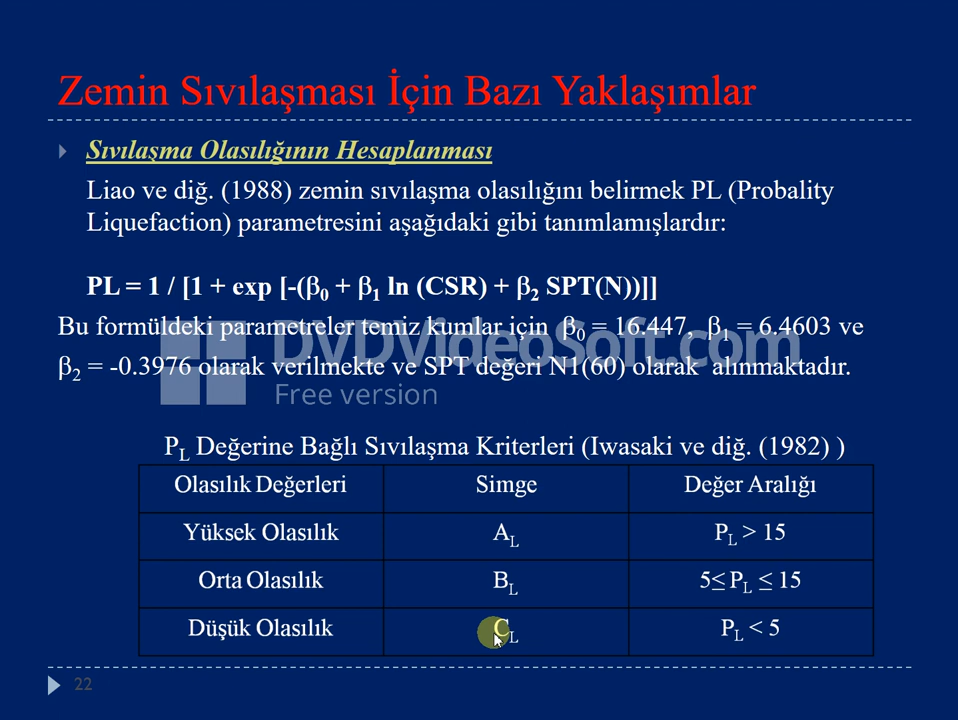 Zemin Sıvılaşması İçin Bazı Yaklaşımlar
Sıvılaşma Olasılığının Hesaplanması
Liao ve diğ. (1988) zemin sıvılaşma olasılığını belirmek PL (Probality
Liquefaction) parametresini aşağıdaki gibi tanımlamışlardır:
PL = 1 / [1 + exp [-(β₀ + β₁ ln (CSR) + β₂ SPT(N))]]
Bu formüldeki parametreler temiz kumlar için β₀ = 16.447, β₁ = 6.4603 ve
β₂ = -0.3976 olarak verilmekte ve SPT değeri N1(60) olarak alınmaktadır.
DVDVideoSoft.com
Free version
P_L Değerine Bağlı Sıvılaşma Kriterleri (Iwasaki ve diğ. (1982) )
Olasılık Değerleri Simge Değer Aralığı
Yüksek Olasılık A_L P_L > 15
Orta Olasılık B_L 5≤ P_L ≤ 15
Düşük Olasılık C_L P_L < 5
22